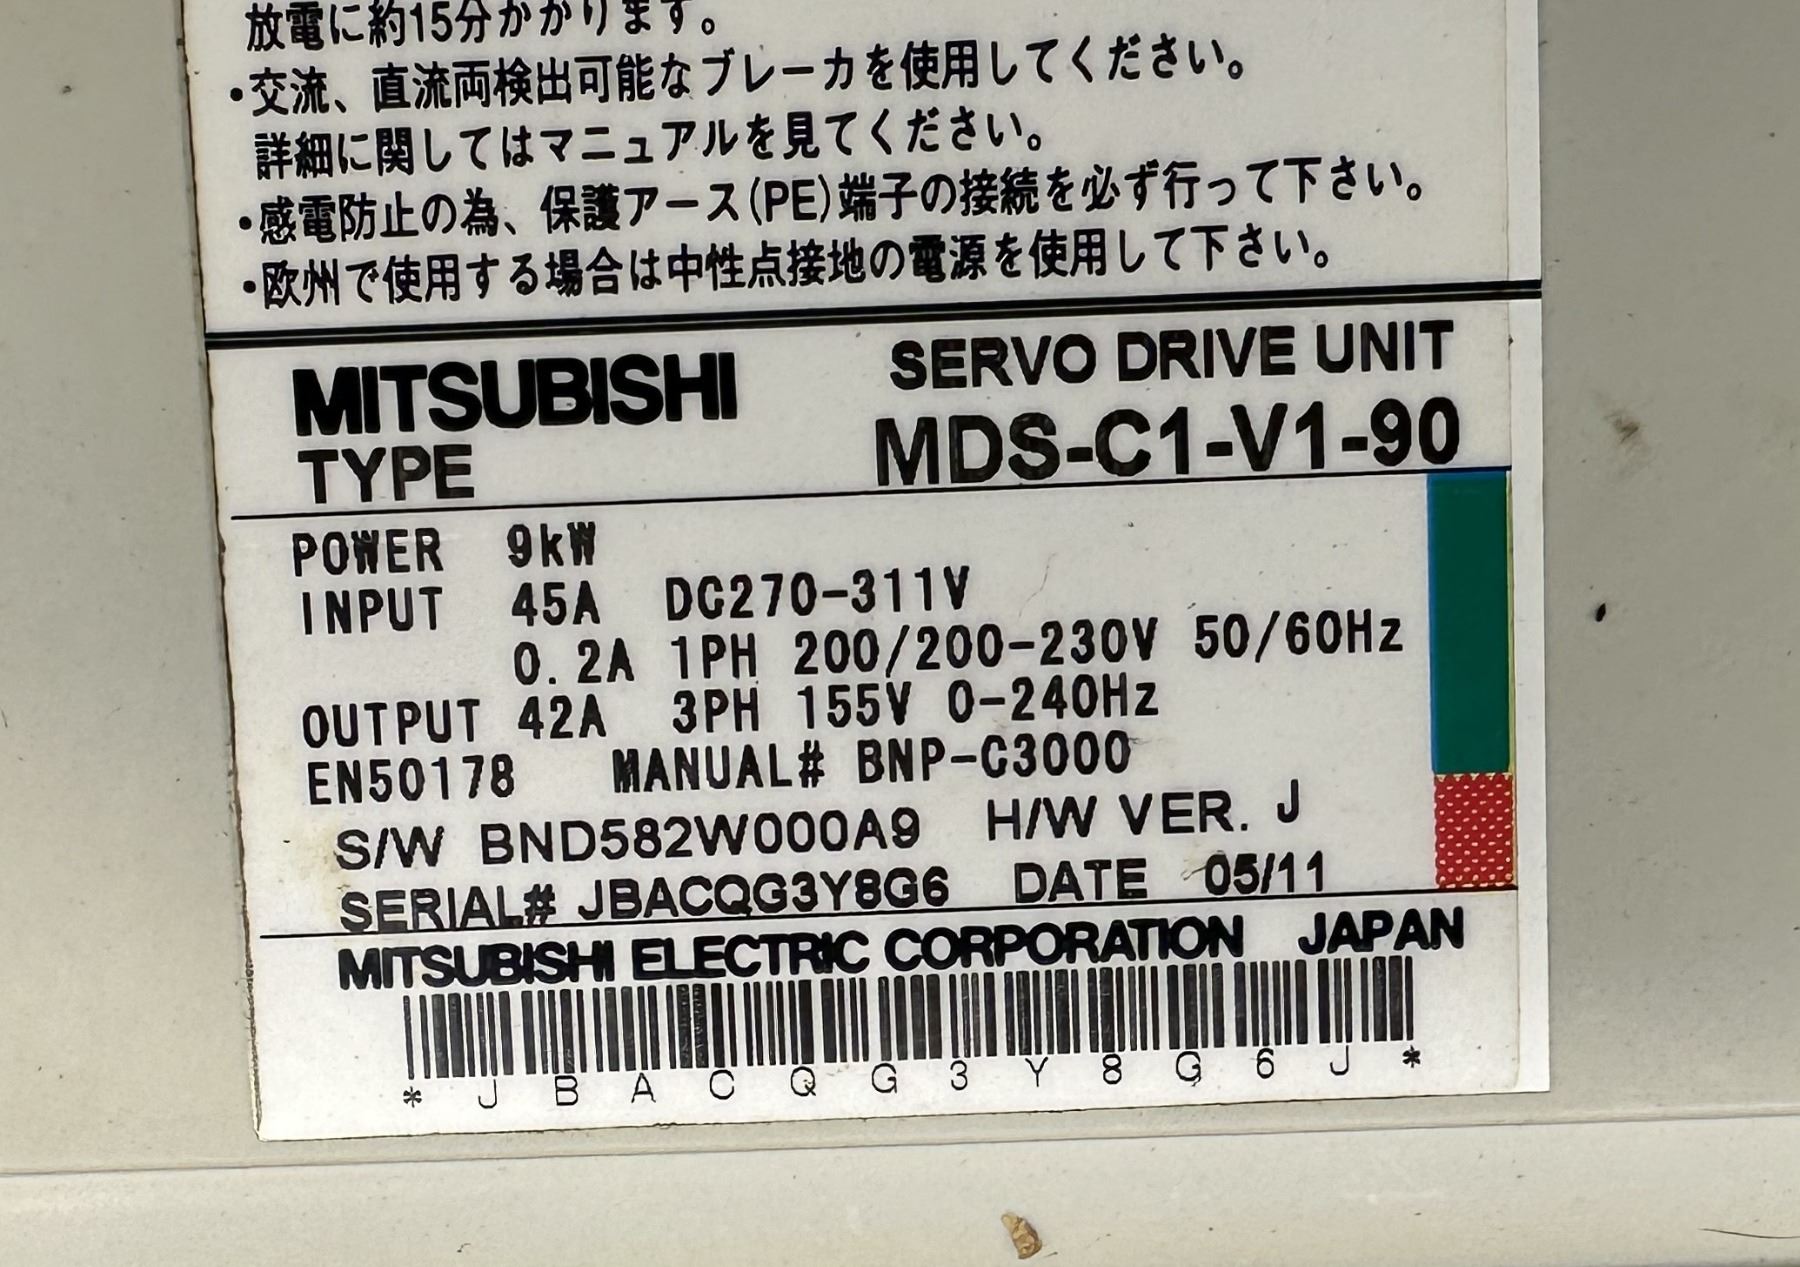 放電に約15分かかります。
・交流、直流両検出可能なブレーカを使用してください。
詳細に関してはマニュアルを見てください。
・感電防止の為、保護アース(PE)端子の接続を必ず行って下さい。
・欧州で使用する場合は中性点接地の電源を使用して下さい。
MITSUBISHI SERVO DRIVE UNIT
TYPE MDS-C1-V1-90
POWER 9kW
INPUT 45A DC270-311V
0.2A 1PH 200/200-230V 50/60Hz
OUTPUT 42A 3PH 155V 0-240Hz
EN50178 MANUAL# BNP-C3000
S/W BND582W000A9 H/W VER. J
SERIAL# JBACQG3Y8G6 DATE 05/11
MITSUBISHI ELECTRIC CORPORATION JAPAN
*JBACQG3Y8G6J*